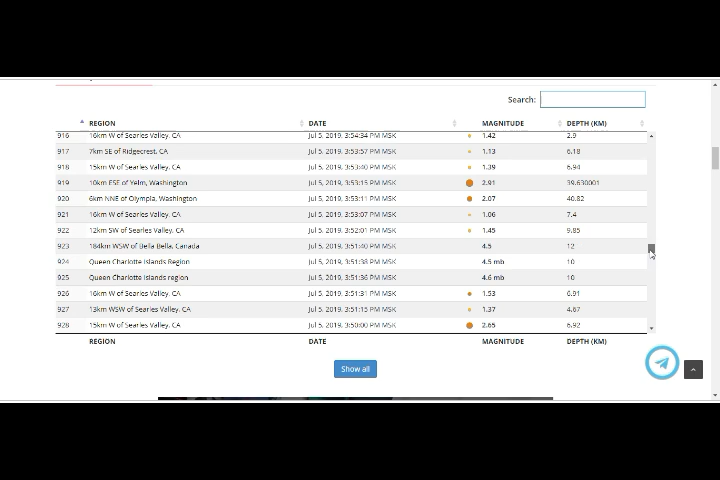 Search:
REGION DATE MAGNITUDE DEPTH (KM)
916 16km W of Searles Valley, CA Jul 5, 2019, 3:54:34 PM MSK 1.42 2.9
917 7km SE of Ridgecrest, CA Jul 5, 2019, 3:53:57 PM MSK 1.13 6.18
918 15km W of Searles Valley, CA Jul 5, 2019, 3:53:40 PM MSK 1.39 6.94
919 10km ESE of Yelm, Washington Jul 5, 2019, 3:53:15 PM MSK 2.91 39.630001
920 6km NNE of Olympia, Washington Jul 5, 2019, 3:53:11 PM MSK 2.07 40.82
921 16km W of Searles Valley, CA Jul 5, 2019, 3:53:07 PM MSK 1.06 7.4
922 12km SW of Searles Valley, CA Jul 5, 2019, 3:52:01 PM MSK 1.45 9.85
923 184km WSW of Bella Bella, Canada Jul 5, 2019, 3:51:40 PM MSK 4.5 12
924 Queen Charlotte Islands Region Jul 5, 2019, 3:51:38 PM MSK 4.5 mb 10
925 Queen Charlotte Islands region Jul 5, 2019, 3:51:36 PM MSK 4.6 mb 10
926 16km W of Searles Valley, CA Jul 5, 2019, 3:51:31 PM MSK 1.53 6.91
927 13km WSW of Searles Valley, CA Jul 5, 2019, 3:51:15 PM MSK 1.37 4.67
928 15km W of Searles Valley, CA Jul 5, 2019, 3:50:00 PM MSK 2.65 6.92
REGION DATE MAGNITUDE DEPTH (KM)
Show all